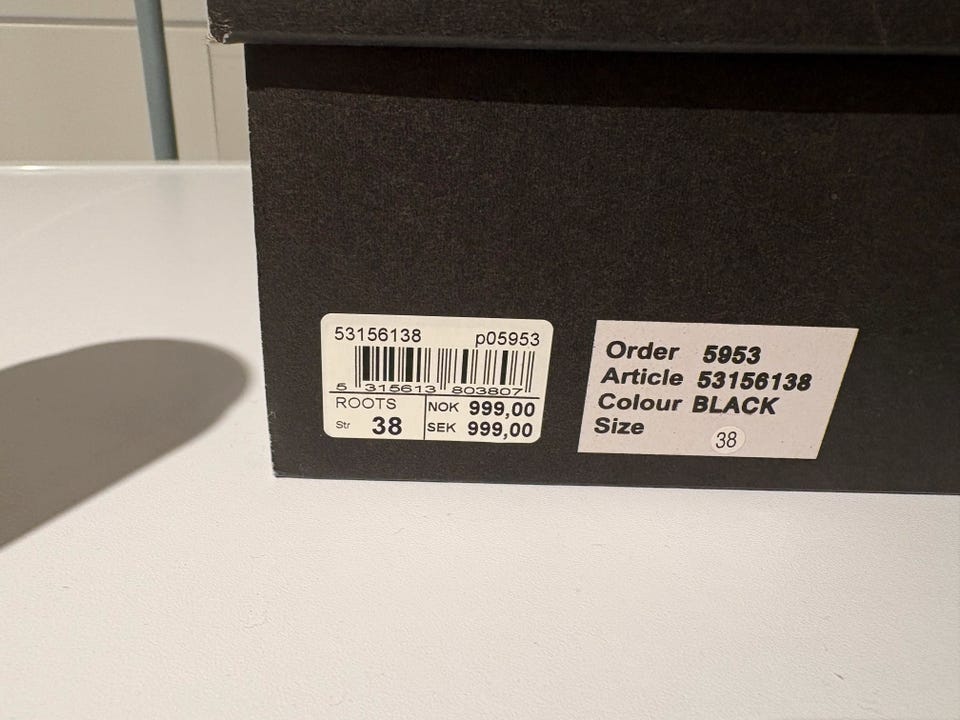 53156138 p05953
5 315613 803807
ROOTS
Str 38
NOK 999,00
SEK 999,00
Order 5953
Article 53156138
Colour BLACK
Size 38